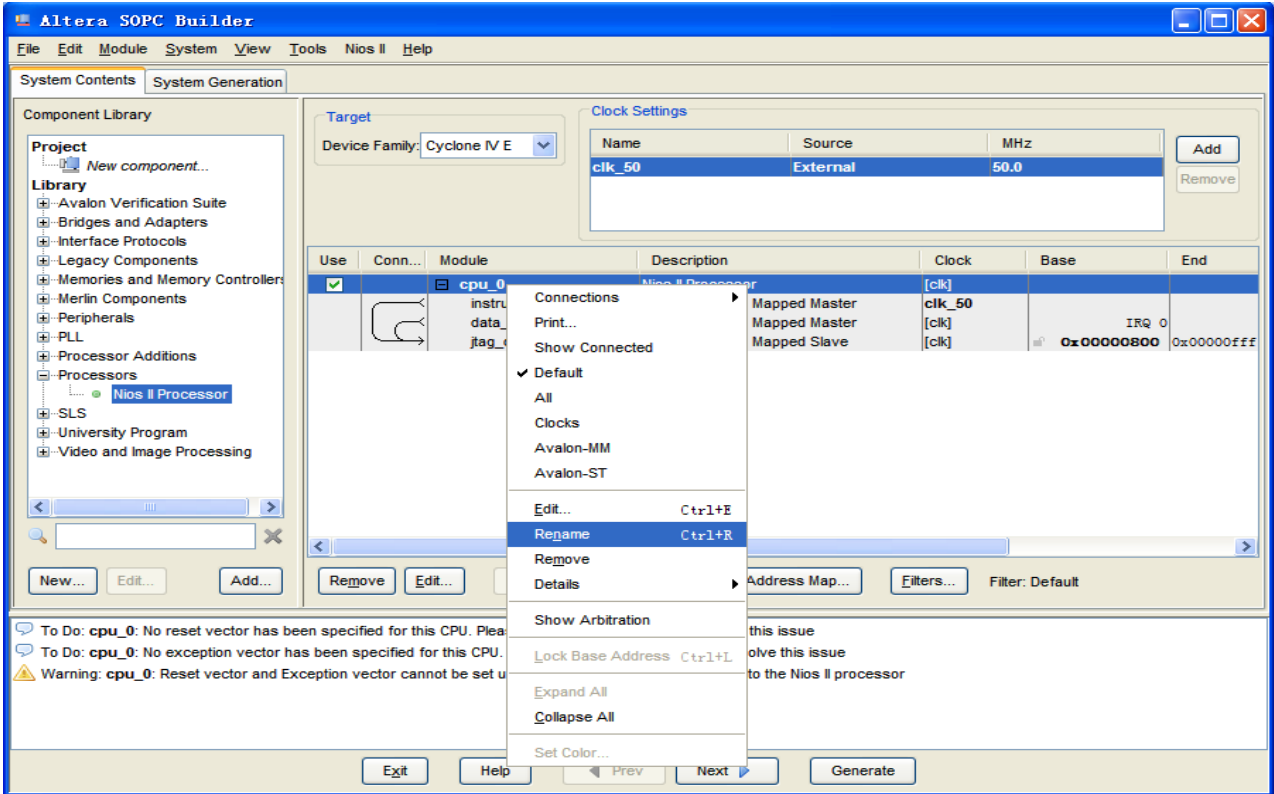 Altera SOPC Builder
File Edit Module System View Tools Nios II Help
System Contents System Generation
Component Library
Project
New component...
Library
Avalon Verification Suite
Bridges and Adapters
Interface Protocols
Legacy Components
Memories and Memory Controllers
Merlin Components
Peripherals
PLL
Processor Additions
Processors
Nios II Processor
SLS
University Program
Video and Image Processing
New... Edit... Add...
Target
Device Family: Cyclone IV E
Clock Settings
Name Source MHz
clk_50 External 50.0
Add
Remove
Use Conn... Module Description Clock Base End
cpu_0 Nios II Processor [clk]
instru Mapped Master clk_50
data_ Mapped Master [clk] IRQ 0
jtag_d Mapped Slave [clk] 0x00000800 0x00000fff
Connections
Print...
Show Connected
Default
All
Clocks
Avalon-MM
Avalon-ST
Edit... Ctrl+E
Rename Ctrl+R
Remove
Details
Show Arbitration
Lock Base Address Ctrl+L
Expand All
Collapse All
Set Color...
Remove Edit... Address Map... Filters... Filter: Default
To Do: cpu_0: No reset vector has been specified for this CPU. Plea this issue
To Do: cpu_0: No exception vector has been specified for this CPU. olve this issue
Warning: cpu_0: Reset vector and Exception vector cannot be set u to the Nios II processor
Exit Help Prev Next Generate